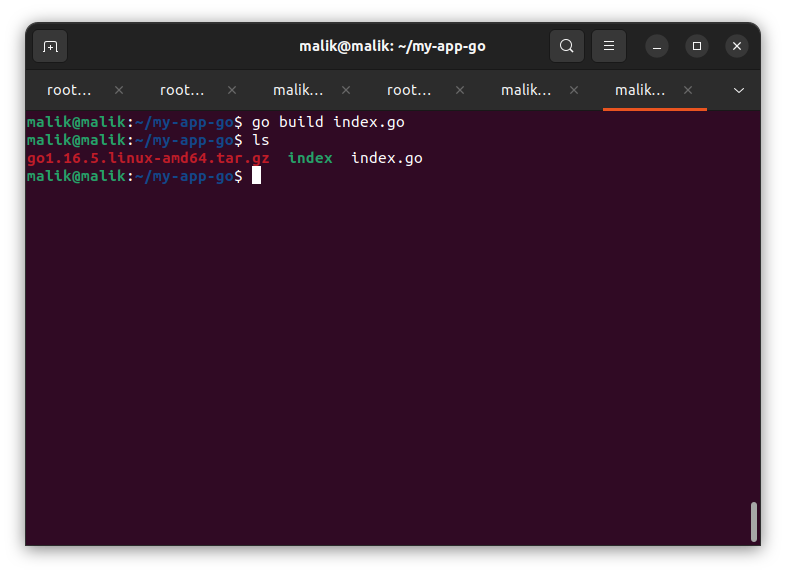 malik@malik: ~/my-app-go
root... root... malik... root... malik... malik...
malik@malik:~/my-app-go$ go build index.go
malik@malik:~/my-app-go$ ls
go1.16.5.linux-amd64.tar.gz index index.go
malik@malik:~/my-app-go$